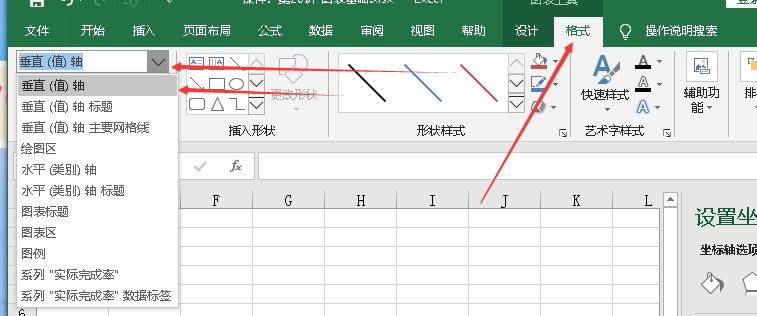 Excel
文件 开始 插入 页面布局 公式 数据 审阅 视图 帮助 设计 格式 操作说明搜索
垂直 (值) 轴
垂直 (值) 轴
垂直 (值) 轴 标题
垂直 (值) 轴 主要网格线
绘图区
水平 (类别) 轴
水平 (类别) 轴 标题
图表标题
图表区
图例
系列 "实际完成率"
系列 "实际完成率" 数据标签
更改形状
插入形状
形状样式
快速样式
艺术字样式
辅助功
能
排
fx
F G H I J K L
6
设置坐
坐标轴选项